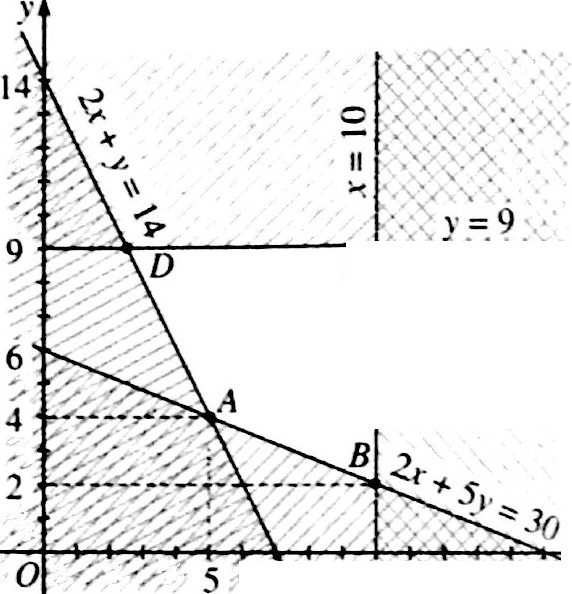 y
14
2x + y = 14
x = 10
y = 9
9
D
6
A
4
B
2x + 5y = 30
2
O
5